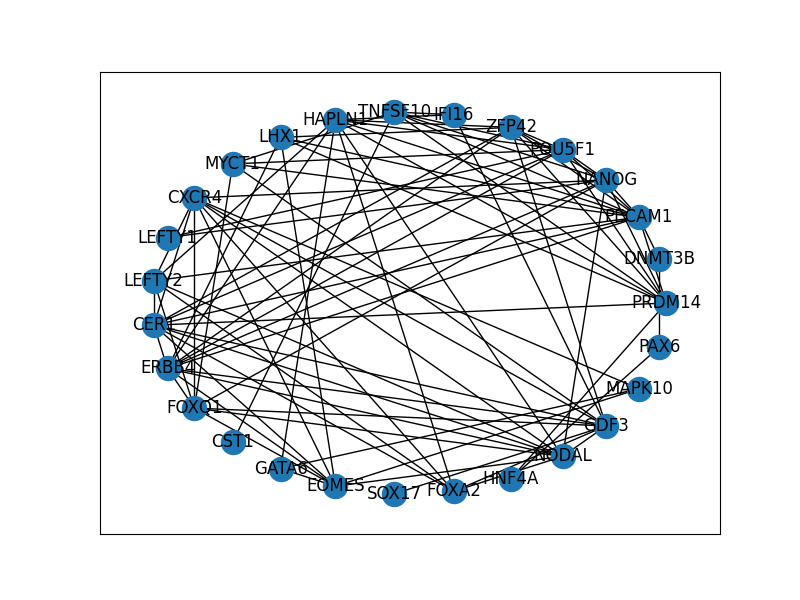 TNFSF10
IFI16
HAPLN1
ZFP42
LHX1
POU5F1
MYCT1
NANOG
CXCR4
PECAM1
LEFTY1
DNMT3B
LEFTY2
PRDM14
CER1
PAX6
ERBB4
MAPK10
FOXQ1
GDF3
CST1
NODAL
GATA6
HNF4A
EOMES
SOX17
FOXA2